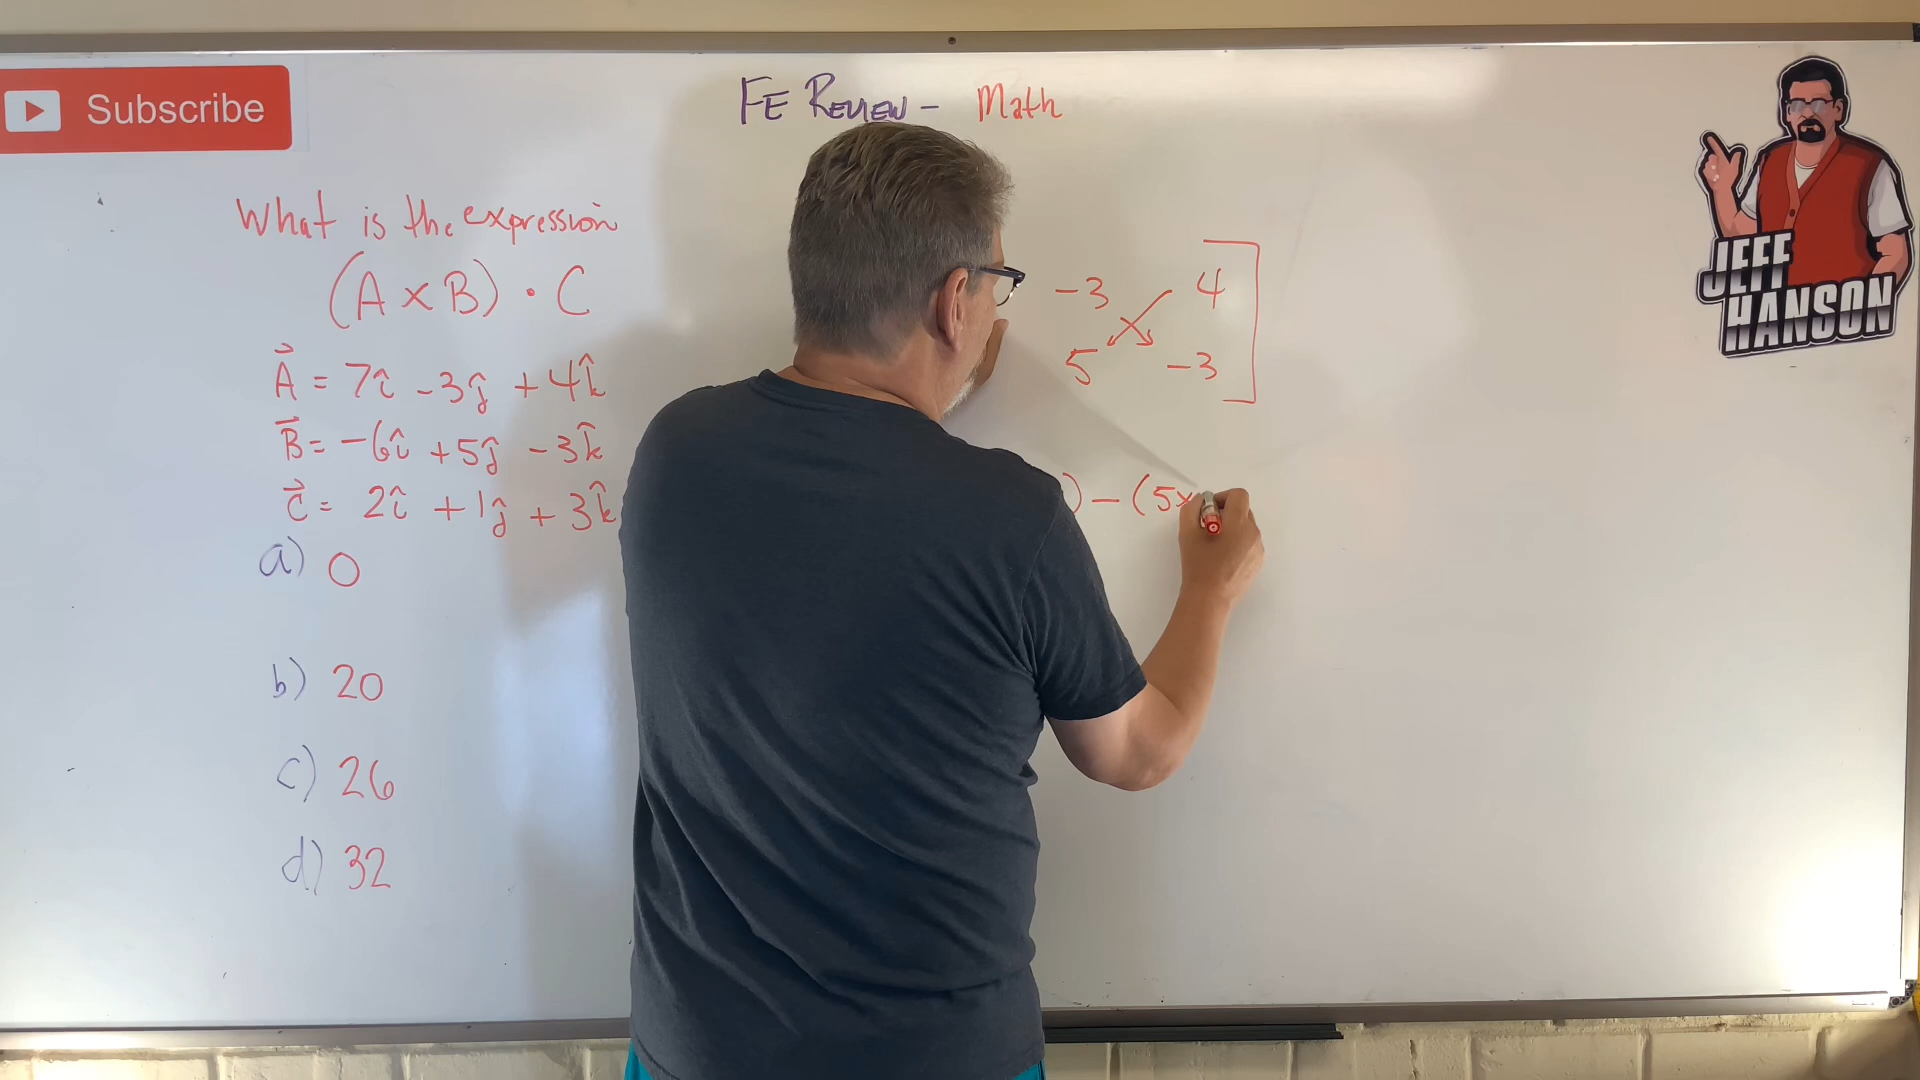 Subscribe
FE REVIEW - Math
What is the expression
(A × B) · C
A⃗ = 7î - 3ĵ + 4k̂
B⃗ = -6î + 5ĵ - 3k̂
C⃗ = 2î + 1ĵ + 3k̂
a) 0
b) 20
c) 26
d) 32
-3 4
5 -3
) - (5x
JEFF
HANSON